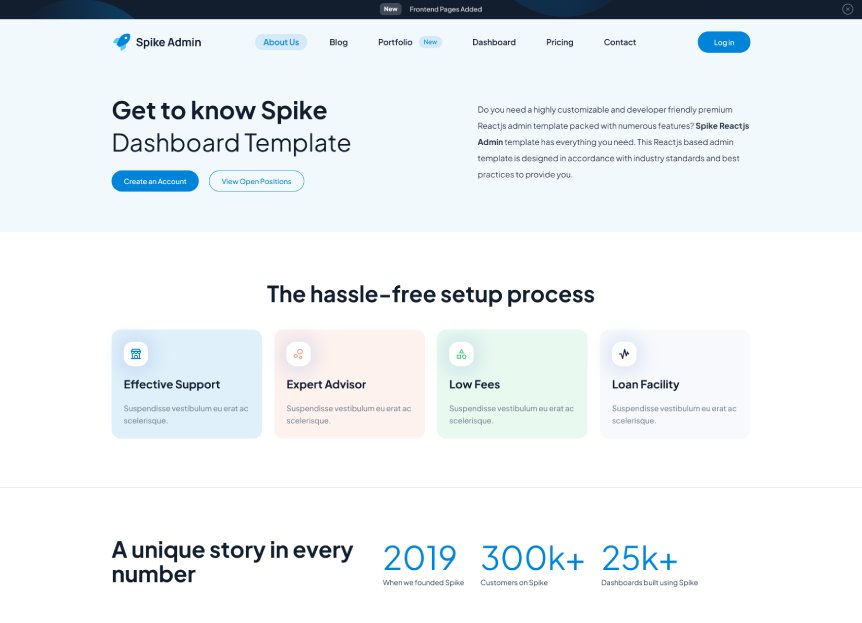 New Frontend Pages Added
Spike Admin About Us Blog Portfolio New Dashboard Pricing Contact Log in
Get to know Spike
Dashboard Template
Create an Account View Open Positions
Do you need a highly customizable and developer friendly premium
Reactjs admin template packed with numerous features? Spike Reactjs
Admin template has everything you need. This Reactjs based admin
template is designed in accordance with industry standards and best
practices to provide you.
The hassle-free setup process
Effective Support
Suspendisse vestibulum eu erat ac
scelerisque.
Expert Advisor
Suspendisse vestibulum eu erat ac
scelerisque.
Low Fees
Suspendisse vestibulum eu erat ac
scelerisque.
Loan Facility
Suspendisse vestibulum eu erat ac
scelerisque.
A unique story in every
number
2019
When we founded Spike
300k+
Customers on Spike
25k+
Dashboards built using Spike